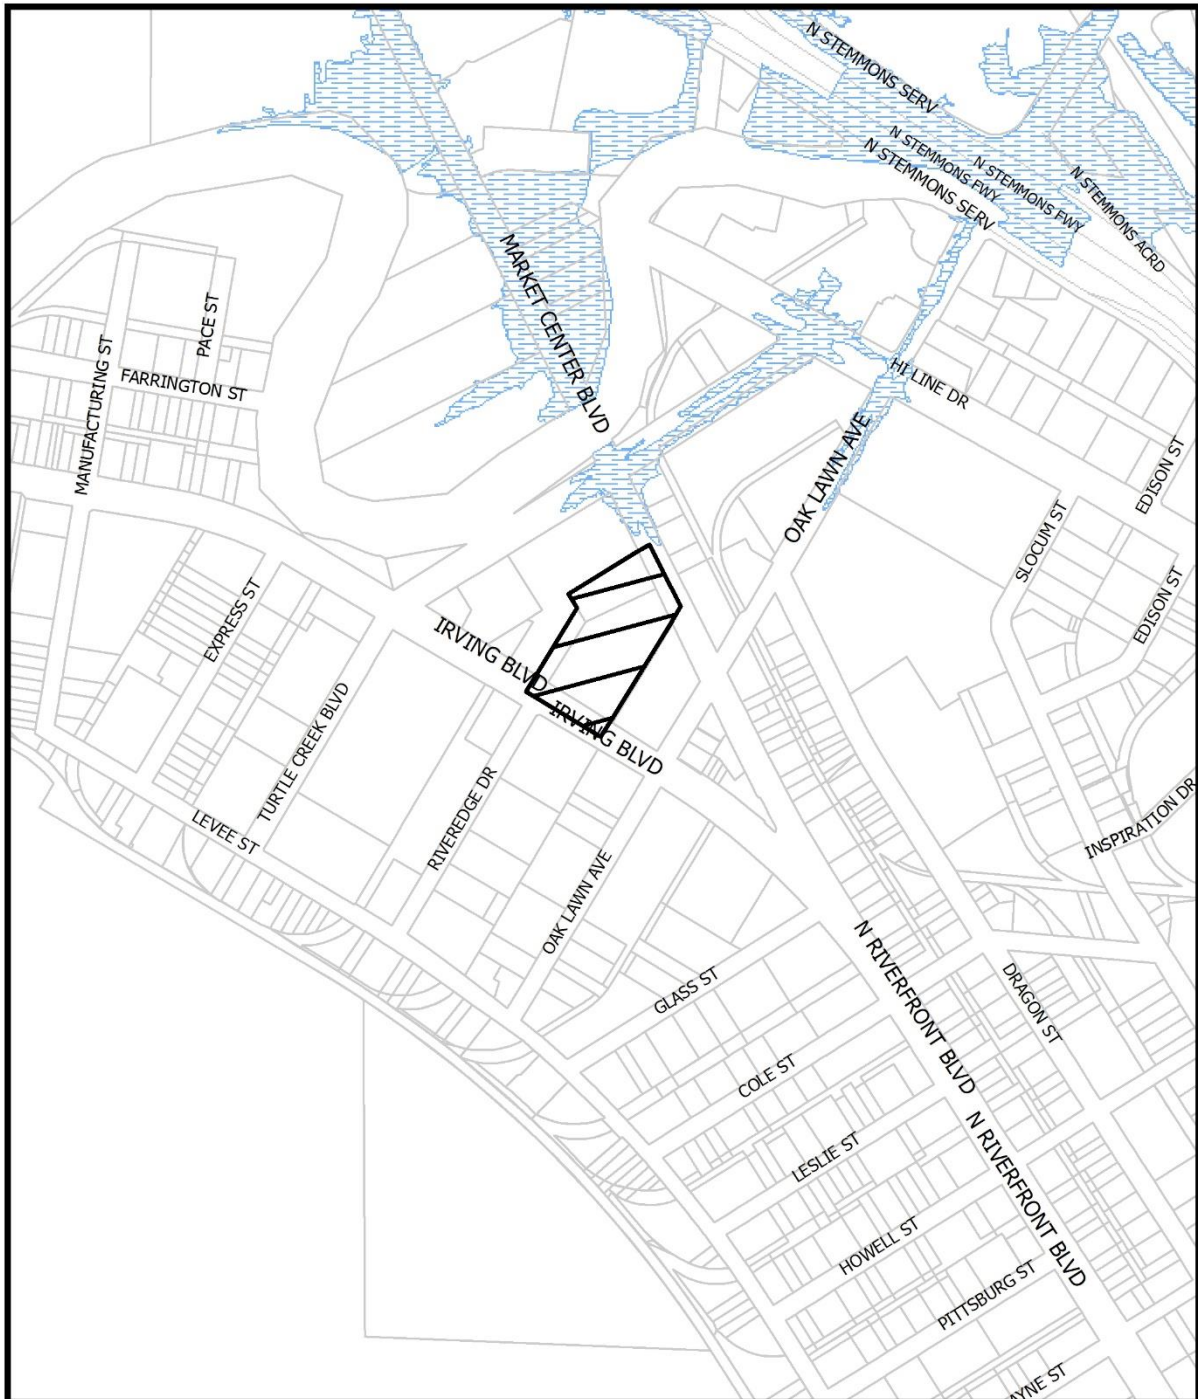 N STEMMONS SERV
N STEMMONS FWY
N STEMMONS SERV
N STEMMONS FWY
N STEMMONS ACRD
MARKET CENTER BLVD
PACE ST
MANUFACTURING ST
FARRINGTON ST
HI LINE DR
OAK LAWN AVE
EDISON ST
SLOCUM ST
EDISON ST
EXPRESS ST
IRVING BLVD
IRVING BLVD
TURTLE CREEK BLVD
RIVEREDGE DR
LEVEE ST
INSPIRATION DR
OAK LAWN AVE
GLASS ST
N RIVERFRONT BLVD
DRAGON ST
COLE ST
LESLIE ST
N RIVERFRONT BLVD
HOWELL ST
PITTSBURG ST
AYNE ST